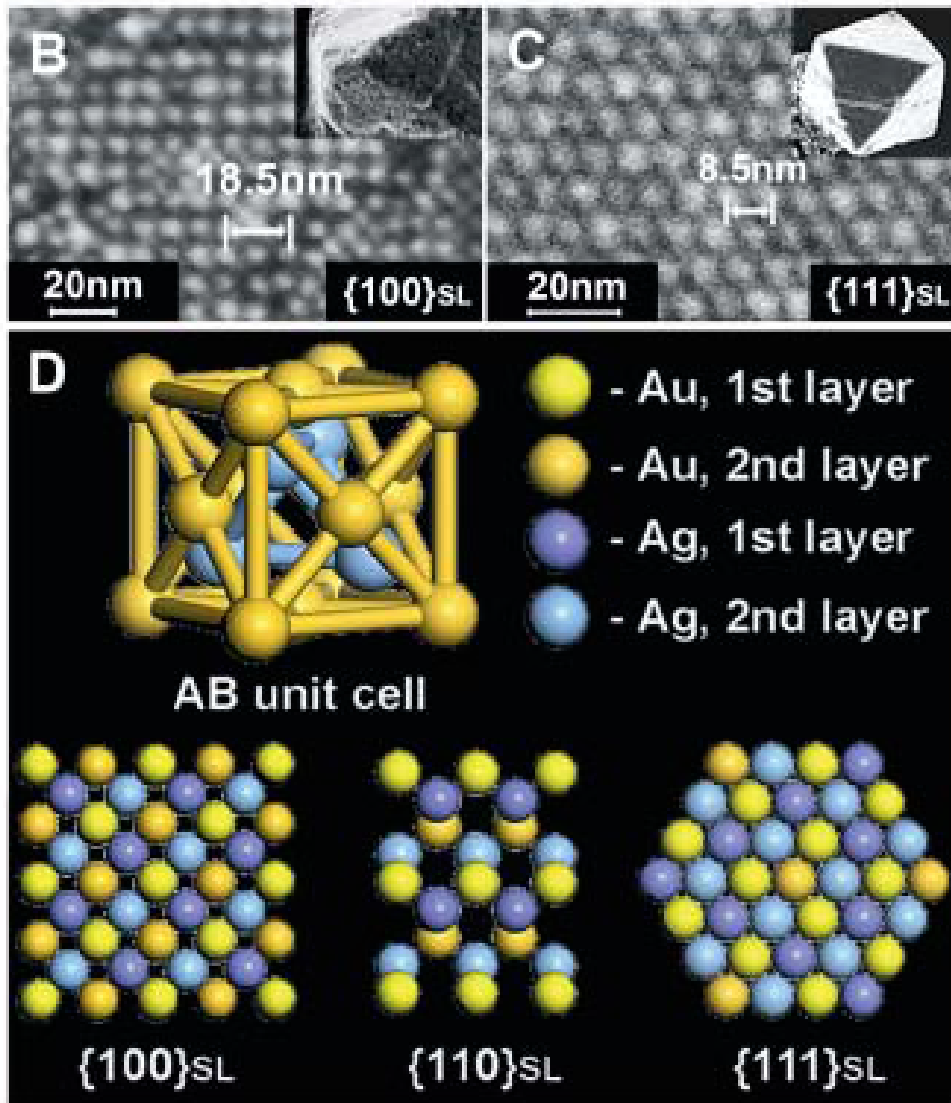 B
18.5nm
20nm
{100}SL
C
8.5nm
20nm
{111}SL
D
- Au, 1st layer
- Au, 2nd layer
- Ag, 1st layer
- Ag, 2nd layer
AB unit cell
{100}SL
{110}SL
{111}SL